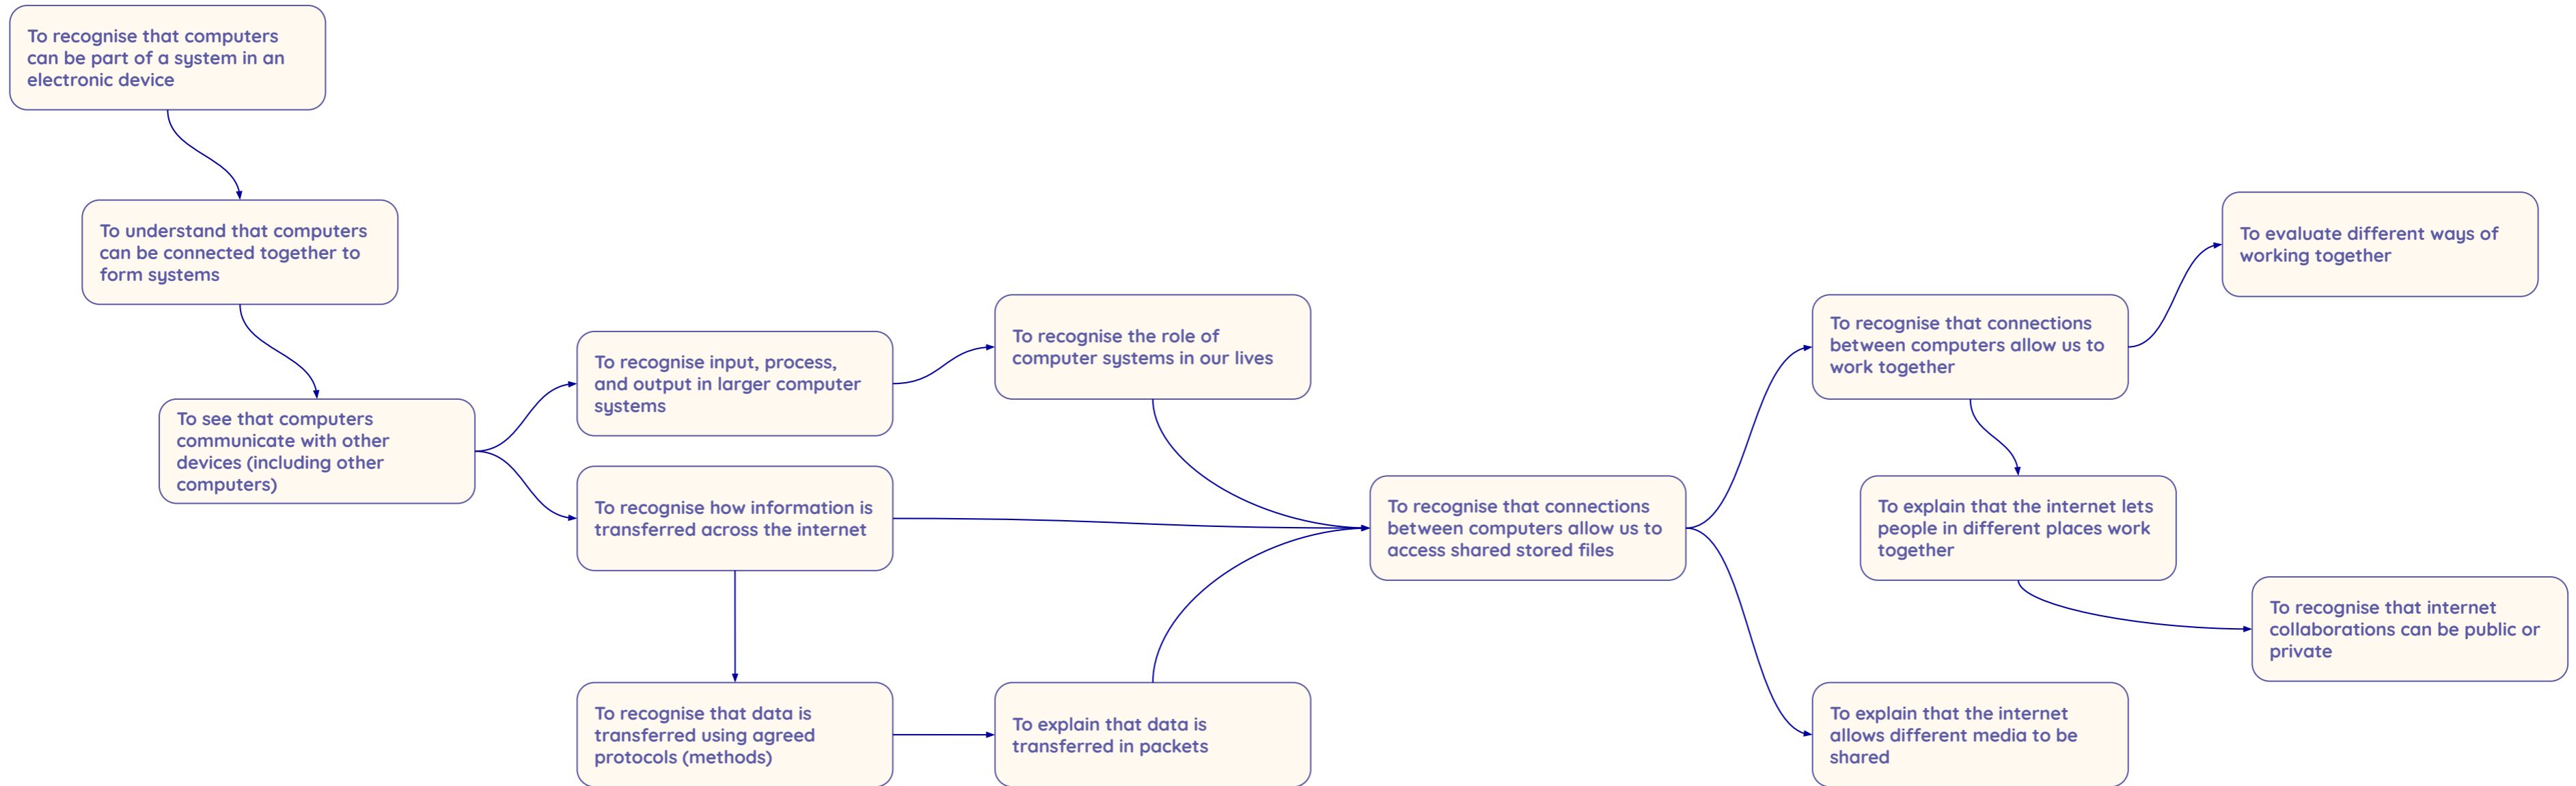 To recognise that computers
can be part of a system in an
electronic device
To understand that computers
can be connected together to
form systems
To see that computers
communicate with other
devices (including other
computers)
To recognise input, process,
and output in larger computer
systems
To recognise how information is
transferred across the internet
To recognise that data is
transferred using agreed
protocols (methods)
To recognise the role of
computer systems in our lives
To explain that data is
transferred in packets
To recognise that connections
between computers allow us to
access shared stored files
To recognise that connections
between computers allow us to
work together
To explain that the internet lets
people in different places work
together
To explain that the internet
allows different media to be
shared
To evaluate different ways of
working together
To recognise that internet
collaborations can be public or
private